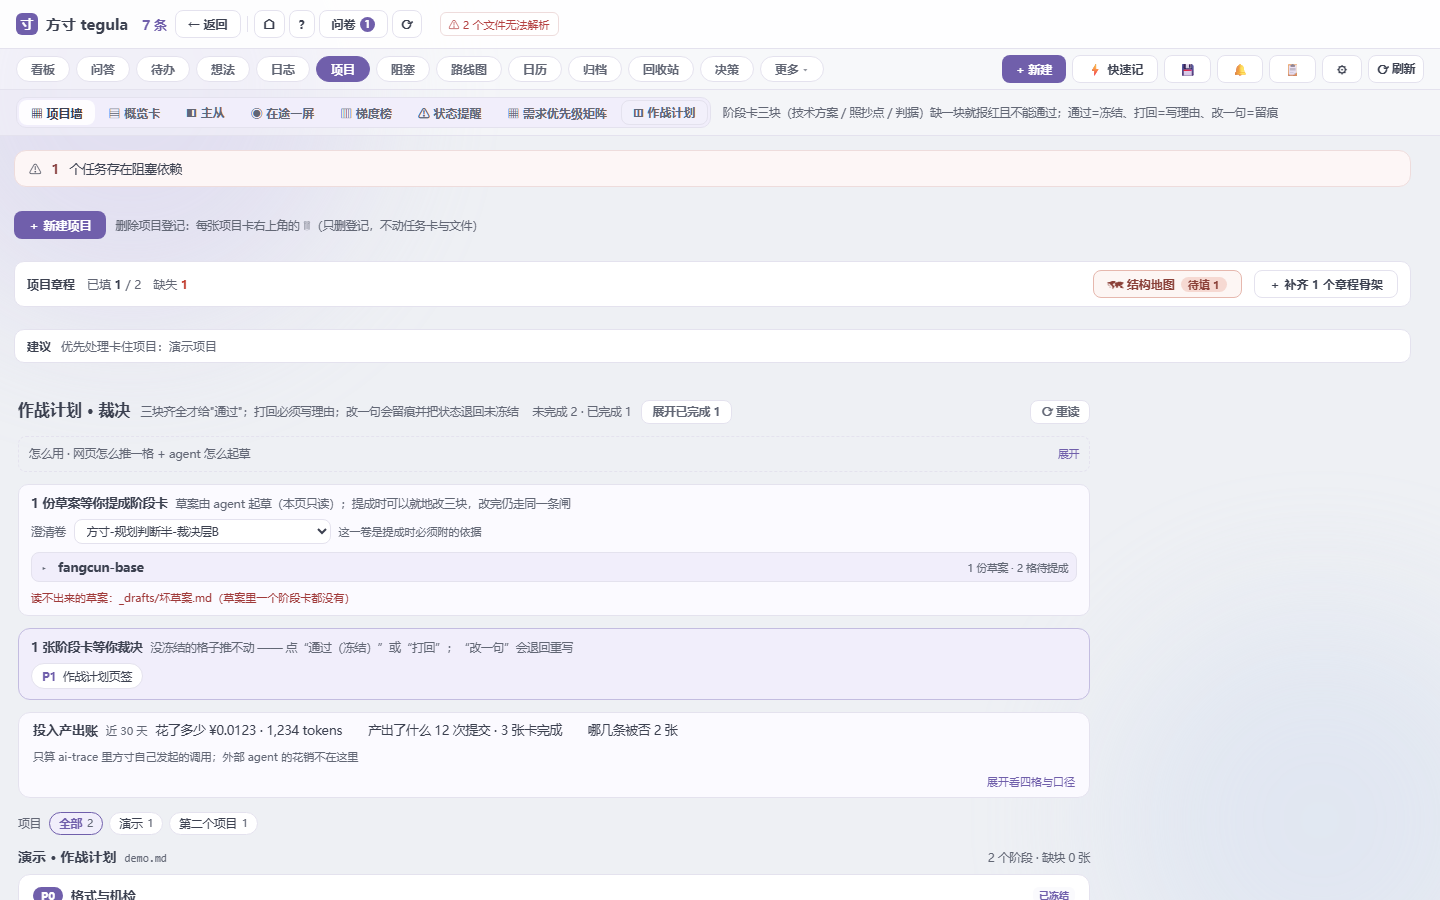 寸 方寸 tegula 7 条 ← 返回 ? 问卷 1 ⚠ 2 个文件无法解析
看板 问答 待办 想法 日志 项目 阻塞 路线图 日历 归档 回收站 决策 更多 + 新建 快速记 刷新
项目墙 概览卡 主从 在途一屏 梯度榜 状态提醒 需求优先级矩阵 作战计划 阶段卡三块（技术方案 / 照抄点 / 判据）缺一块就报红且不能通过；通过=冻结、打回=写理由、改一句=留痕
⚠ 1 个任务存在阻塞依赖
+ 新建项目 删除项目登记：每张项目卡右上角的（只删登记，不动任务卡与文件）
项目章程 已填 1 / 2 缺失 1 结构地图 待填 1 + 补齐 1 个章程骨架
建议 优先处理卡住项目：演示项目
作战计划 • 裁决 三块齐全才给"通过"；打回必须写理由；改一句会留痕并把状态退回未冻结 未完成 2 · 已完成 1 展开已完成 1 重读
怎么用 · 网页怎么推一格 + agent 怎么起草 展开
1 份草案等你提成阶段卡 草案由 agent 起草（本页只读）；提成时可以就地改三块，改完仍走同一条闸
澄清卷 方寸-规划判断半-裁决层B 这一卷是提成时必须附的依据
fangcun-base 1 份草案 · 2 格待提成
读不出来的草案：_drafts/坏草案.md（草案里一个阶段卡都没有）
1 张阶段卡等你裁决 没冻结的格子推不动 —— 点“通过（冻结）”或“打回”；“改一句”会退回重写
P1 作战计划页签
投入产出账 近 30 天 花了多少 ¥0.0123 · 1,234 tokens 产出了什么 12 次提交 · 3 张卡完成 哪几条被否 2 张
只算 ai-trace 里方寸自己发起的调用；外部 agent 的花销不在这里
展开看四格与口径
项目 全部 2 演示 1 第二个项目 1
演示 • 作战计划 demo.md 2 个阶段 · 缺块 0 张
P0 格式与机检 已冻结